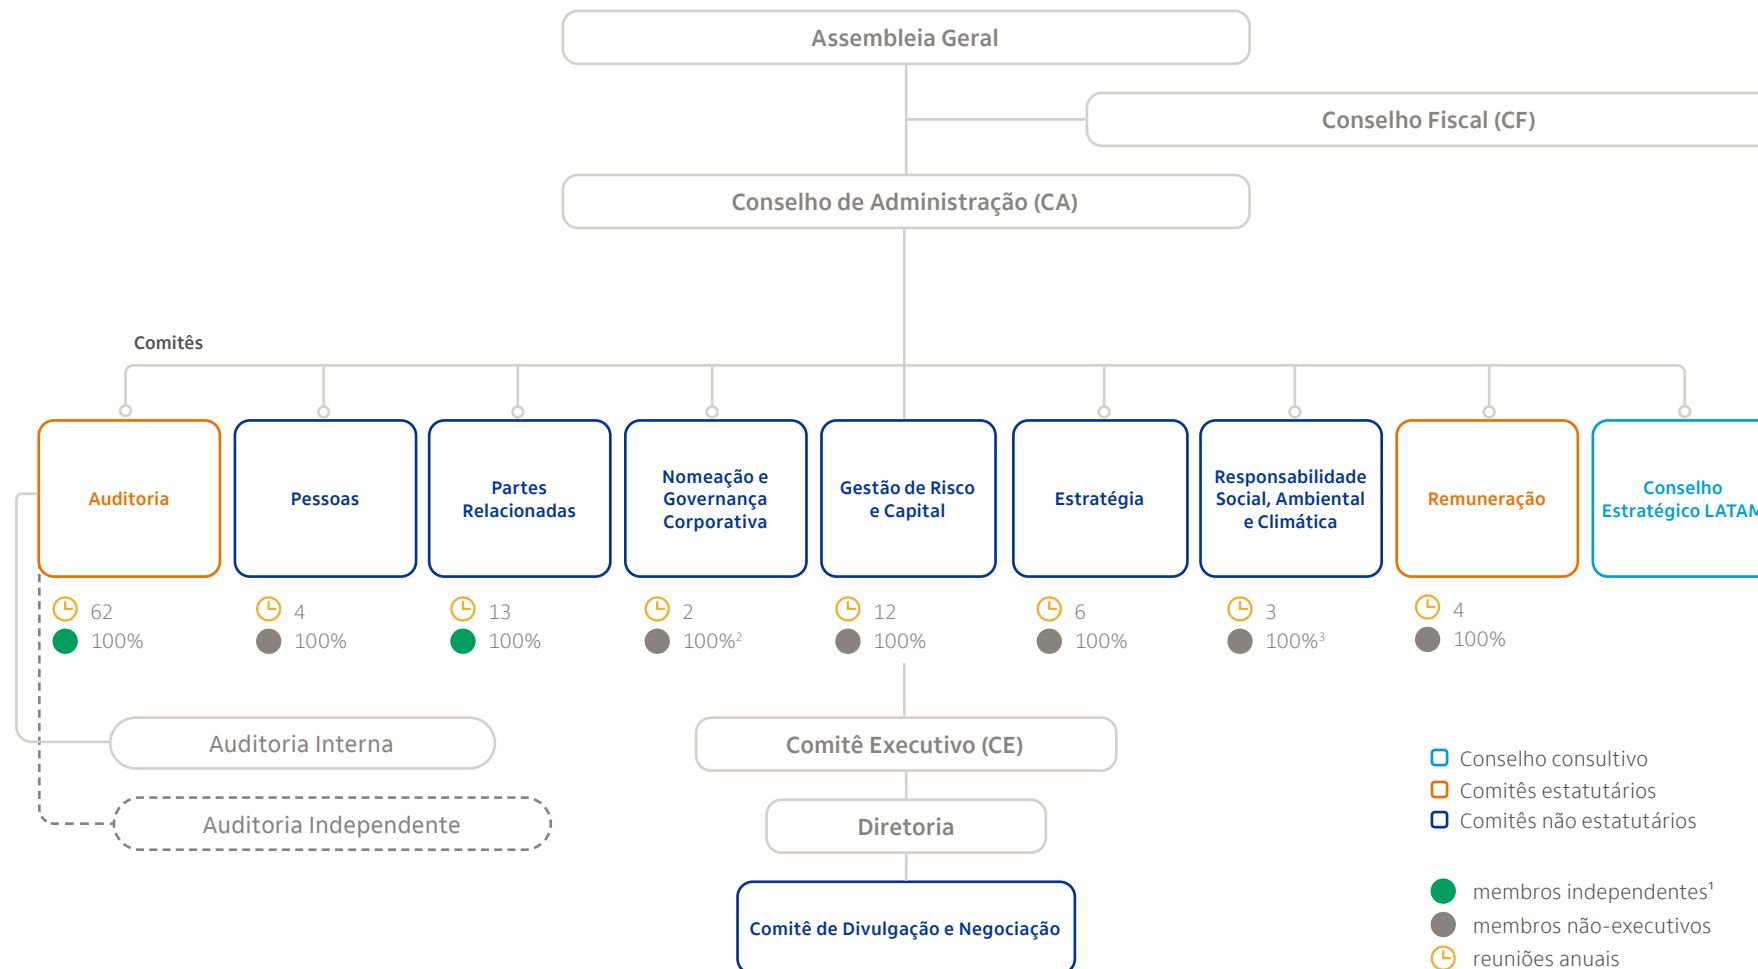 Assembleia Geral
Conselho Fiscal (CF)
Conselho de Administração (CA)
Comitês
Auditoria
Pessoas
Partes
Relacionadas
Nomeação e
Governança
Corporativa
Gestão de Risco
e Capital
Estratégia
Responsabilidade
Social, Ambiental
e Climática
Remuneração
Conselho
Estratégico LATAM
62
100%
4
100%
13
100%
2
100%²
12
100%
6
100%
3
100%³
4
100%
Auditoria Interna
Auditoria Independente
Comitê Executivo (CE)
Diretoria
Comitê de Divulgação e Negociação
Conselho consultivo
Comitês estatutários
Comitês não estatutários
membros independentes¹
membros não-executivos
reuniões anuais